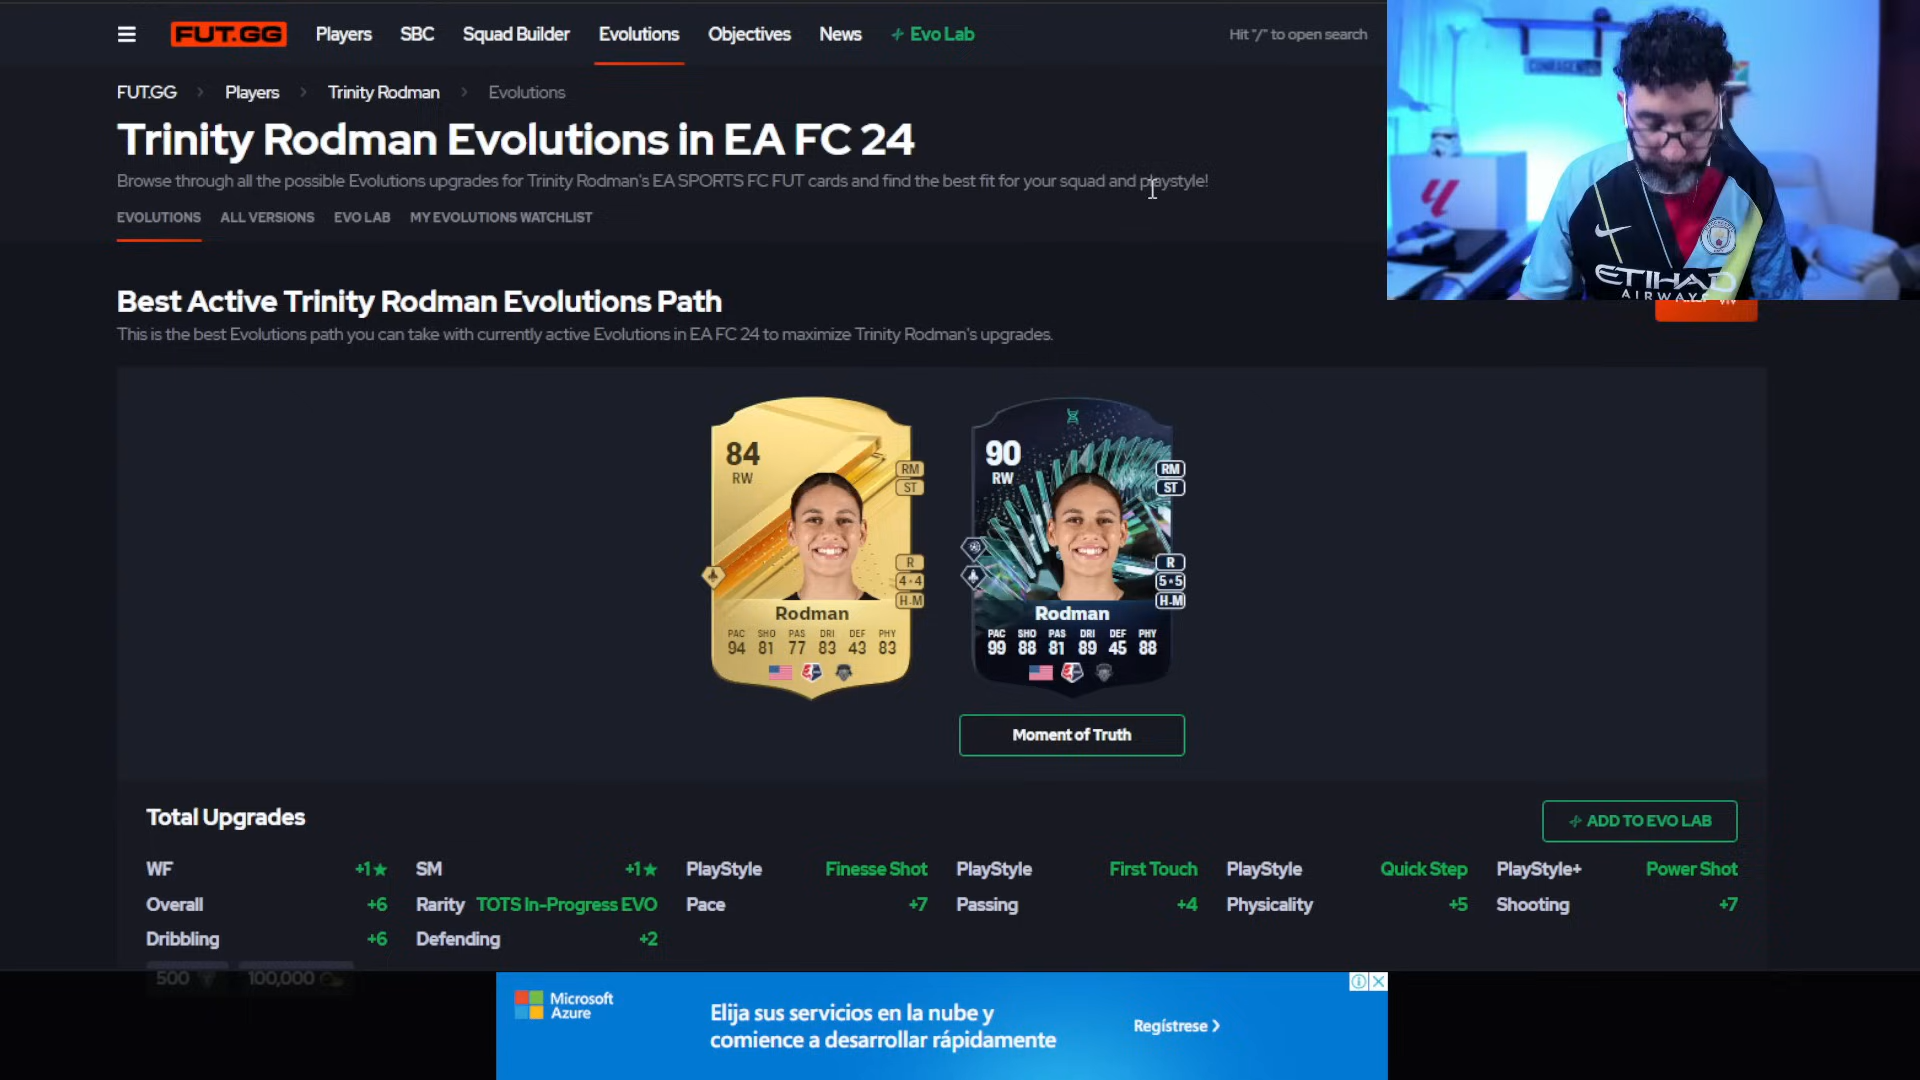 FUT.GG
Players
SBC
Squad Builder
Evolutions
Objectives
News
Evo Lab
Hit "/" to open search
FUT.GG > Players > Trinity Rodman > Evolutions
Trinity Rodman Evolutions in EA FC 24
Browse through all the possible Evolutions upgrades for Trinity Rodman's EA SPORTS FC FUT cards and find the best fit for your squad and playstyle!
EVOLUTIONS
ALL VERSIONS
EVO LAB
MY EVOLUTIONS WATCHLIST
ETIHAD
AIRWAYS
Best Active Trinity Rodman Evolutions Path
This is the best Evolutions path you can take with currently active Evolutions in EA FC 24 to maximize Trinity Rodman's upgrades.
84
RW
RM
ST
R
4★4
H-M
Rodman
PAC SHO PAS DRI DEF PHY
94 81 77 83 43 83
90
RW
RM
ST
R
5★5
H-M
Rodman
PAC SHO PAS DRI DEF PHY
99 88 81 89 45 88
Moment of Truth
Total Upgrades
ADD TO EVO LAB
WF +1★
SM +1★
PlayStyle Finesse Shot
PlayStyle First Touch
PlayStyle Quick Step
PlayStyle+ Power Shot
Overall +6
Rarity TOTS In-Progress EVO
Pace +7
Passing +4
Physicality +5
Shooting +7
Dribbling +6
Defending +2
500
100,000
Microsoft
Azure
Elija sus servicios en la nube y
comience a desarrollar rápidamente
Regístrese >